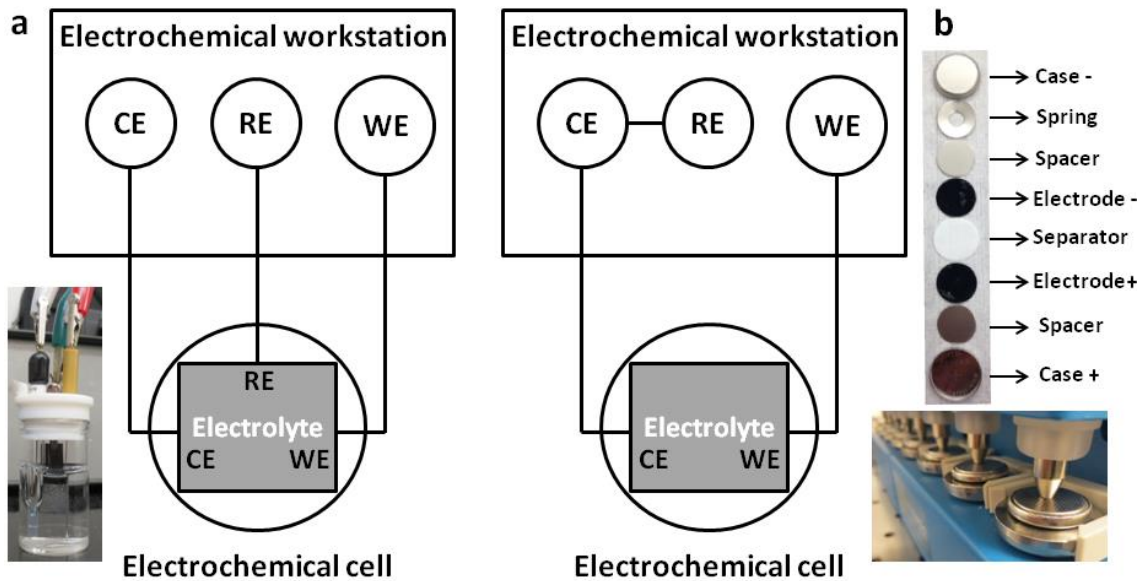 a
Electrochemical workstation
CE
RE
WE
RE
Electrolyte
CE
WE
Electrochemical cell
Electrochemical workstation
CE
RE
WE
Electrolyte
CE
WE
Electrochemical cell
b
Case -
Spring
Spacer
Electrode -
Separator
Electrode+
Spacer
Case +